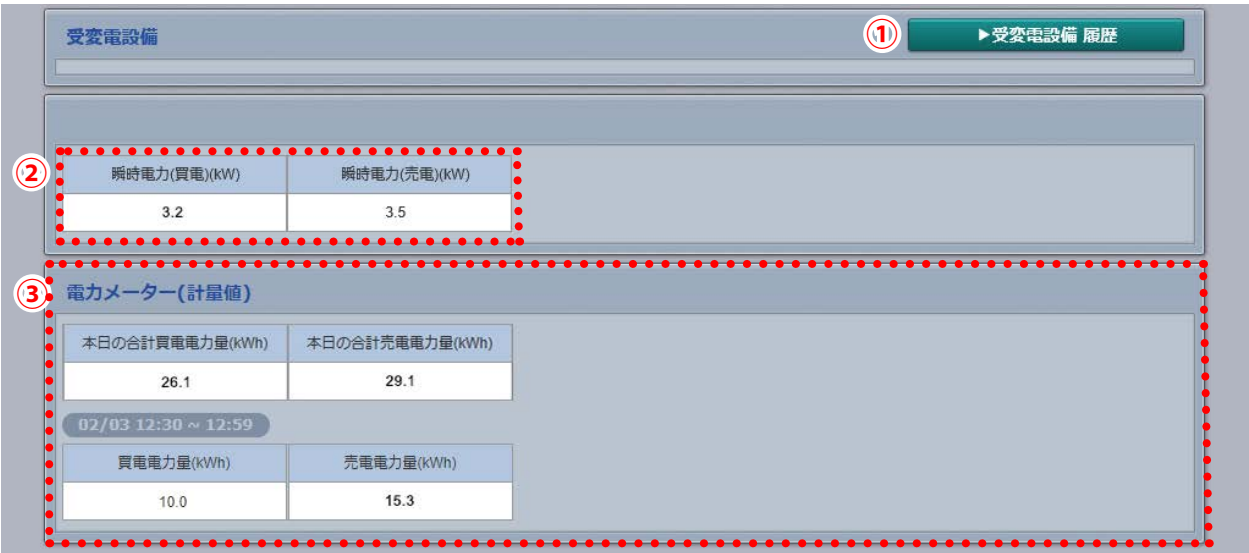 受変電設備
① ▶受変電設備 履歴
②
瞬時電力(買電)(kW) 瞬時電力(売電)(kW)
3.2 3.5
③ 電力メーター(計量値)
本日の合計買電電力量(kWh) 本日の合計売電電力量(kWh)
26.1 29.1
02/03 12:30 ~ 12:59
買電電力量(kWh) 売電電力量(kWh)
10.0 15.3